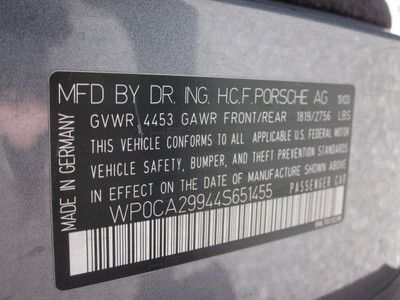 MFD BY DR. ING. H.C.F. PORSCHE AG 11/03
GVWR 4453 GAWR FRONT/REAR 1819/2756 LBS
THIS VEHICLE CONFORMS TO ALL APPLICABLE U.S. FEDERAL MOTOR
VEHICLE SAFETY, BUMPER, AND THEFT PREVENTION STANDARDS
IN EFFECT ON THE DATE OF MANUFACTURE SHOWN ABOVE
WP0CA29944S651455 PASSENGER CAR
MADE IN GERMANY